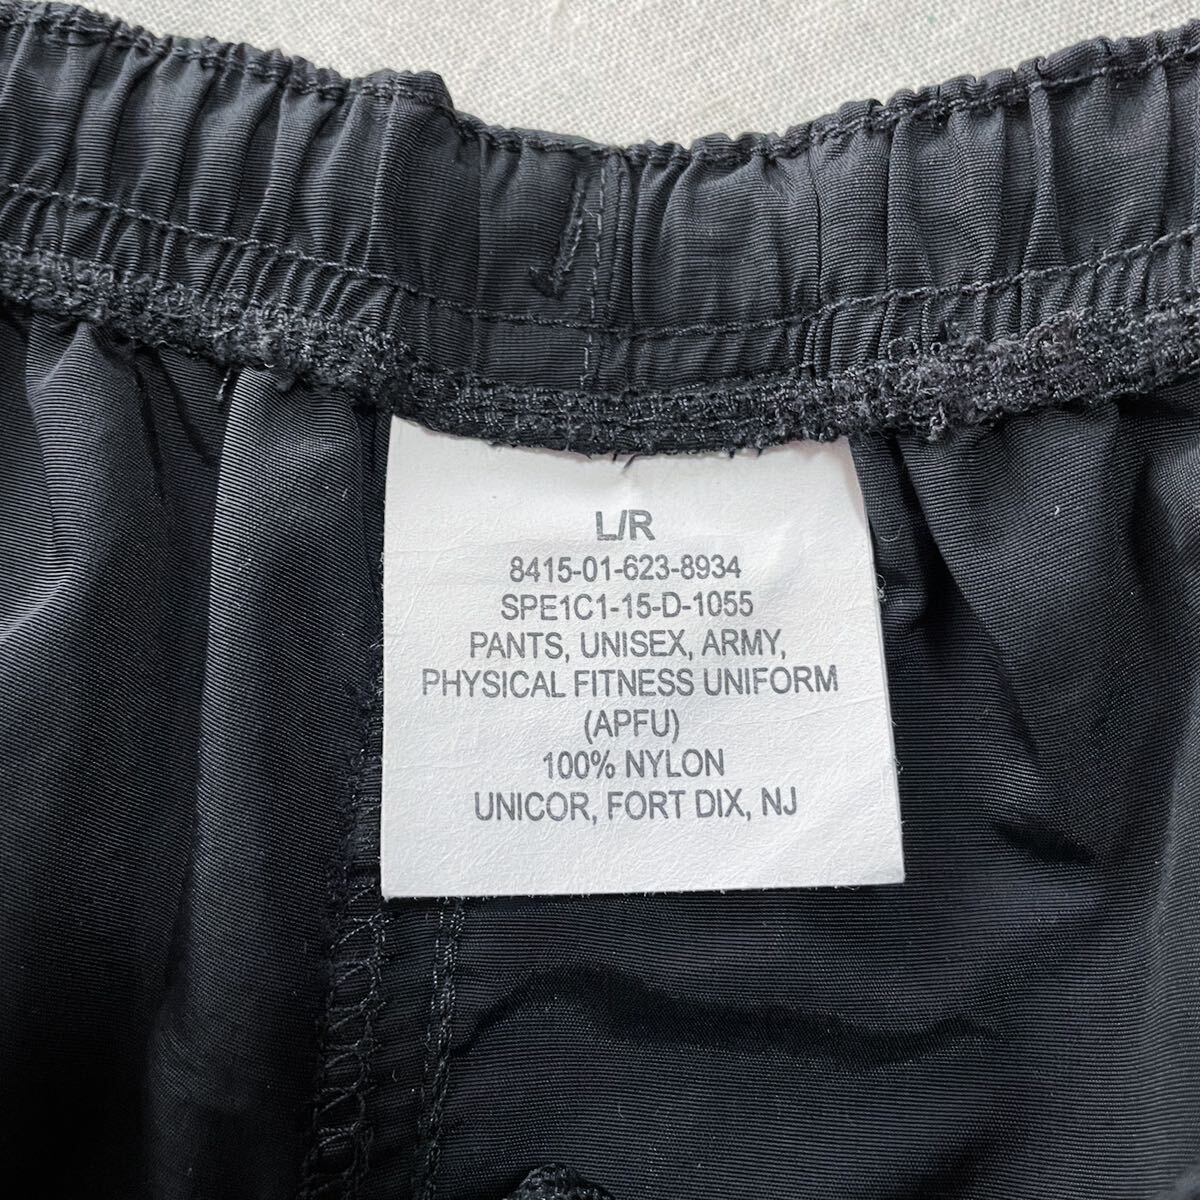 L/R
8415-01-623-8934
SPE1C1-15-D-1055
PANTS, UNISEX, ARMY,
PHYSICAL FITNESS UNIFORM
(APFU)
100% NYLON
UNICOR, FORT DIX, NJ